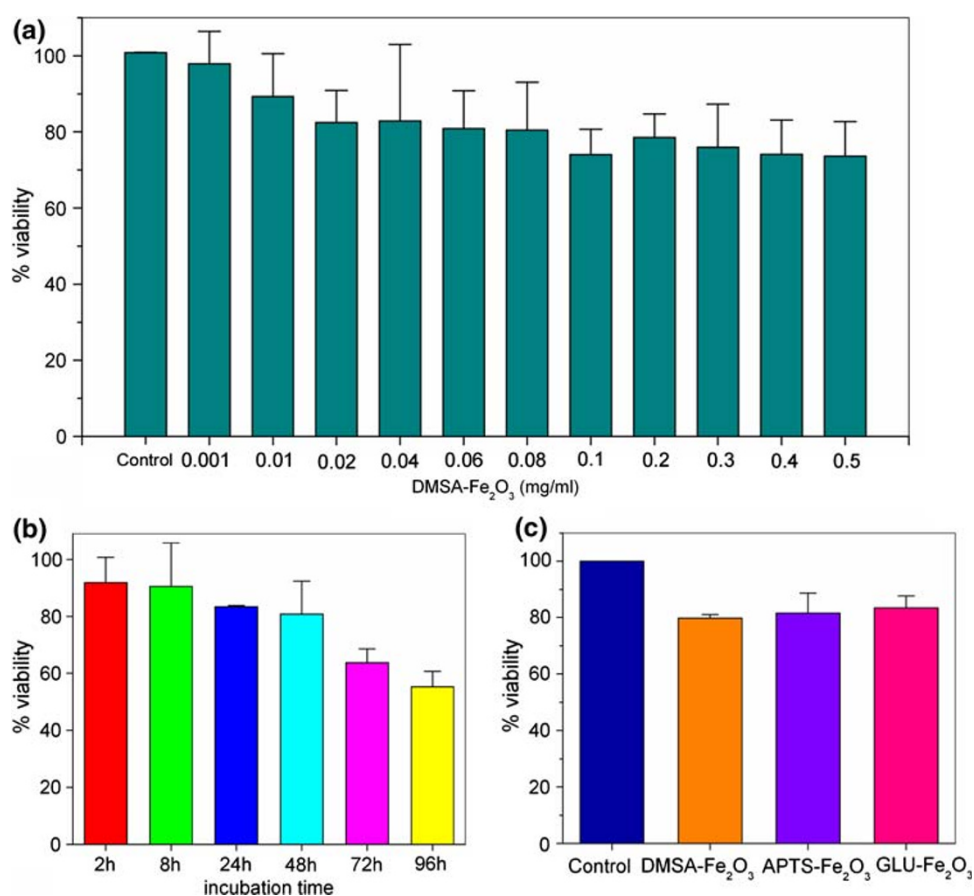 (a)
% viability
100
80
60
40
20
0
Control 0.001 0.01 0.02 0.04 0.06 0.08 0.1 0.2 0.3 0.4 0.5
DMSA-Fe₂O₃ (mg/ml)
(b)
% viability
100
80
60
40
20
0
2h 8h 24h 48h 72h 96h
incubation time
(c)
% viability
100
80
60
40
20
0
Control DMSA-Fe₂O₃ APTS-Fe₂O₃ GLU-Fe₂O₃